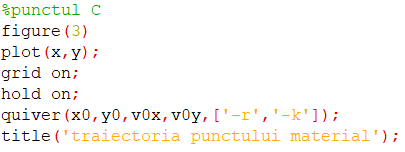 %punctul C
figure(3)
plot(x,y);
grid on;
hold on;
quiver(x0,y0,v0x,v0y,['-r','-k']);
title('traiectoria punctului material');